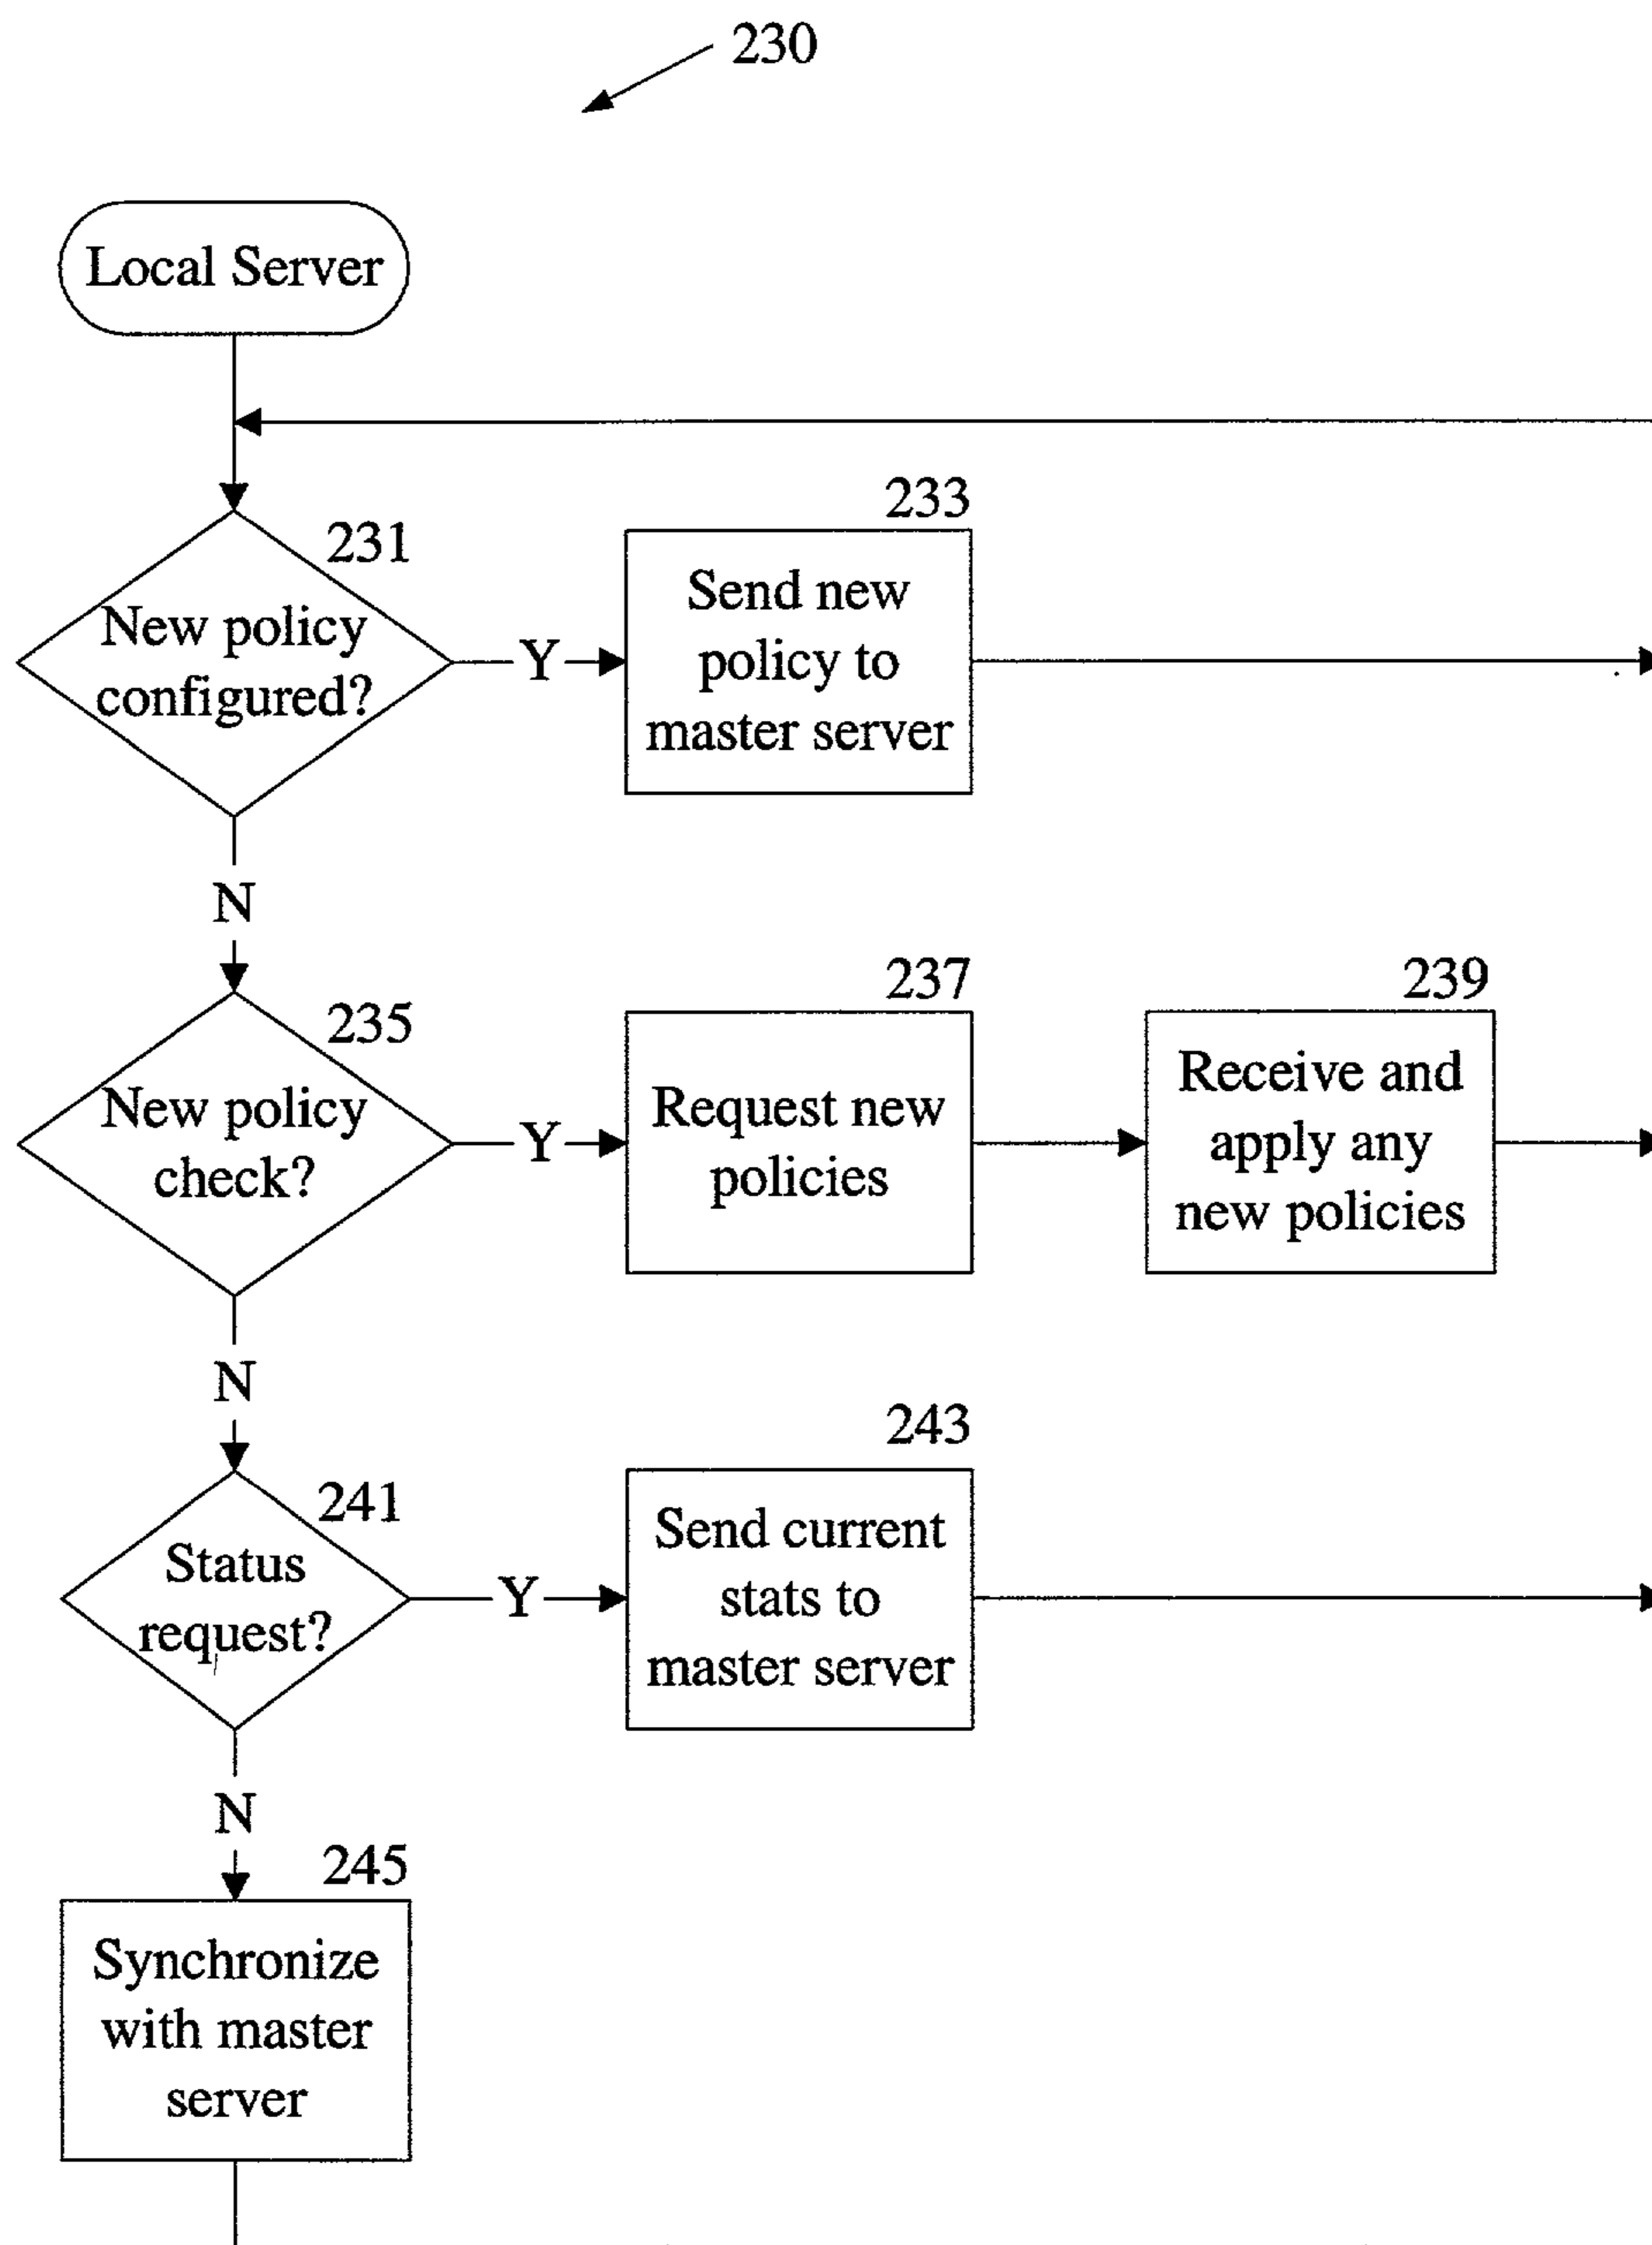 230
Local Server
231
New policy
configured?
Y
233
Send new
policy to
master server
N
235
New policy
check?
Y
237
Request new
policies
239
Receive and
apply any
new policies
N
241
Status
request?
Y
243
Send current
stats to
master server
N
245
Synchronize
with master
server